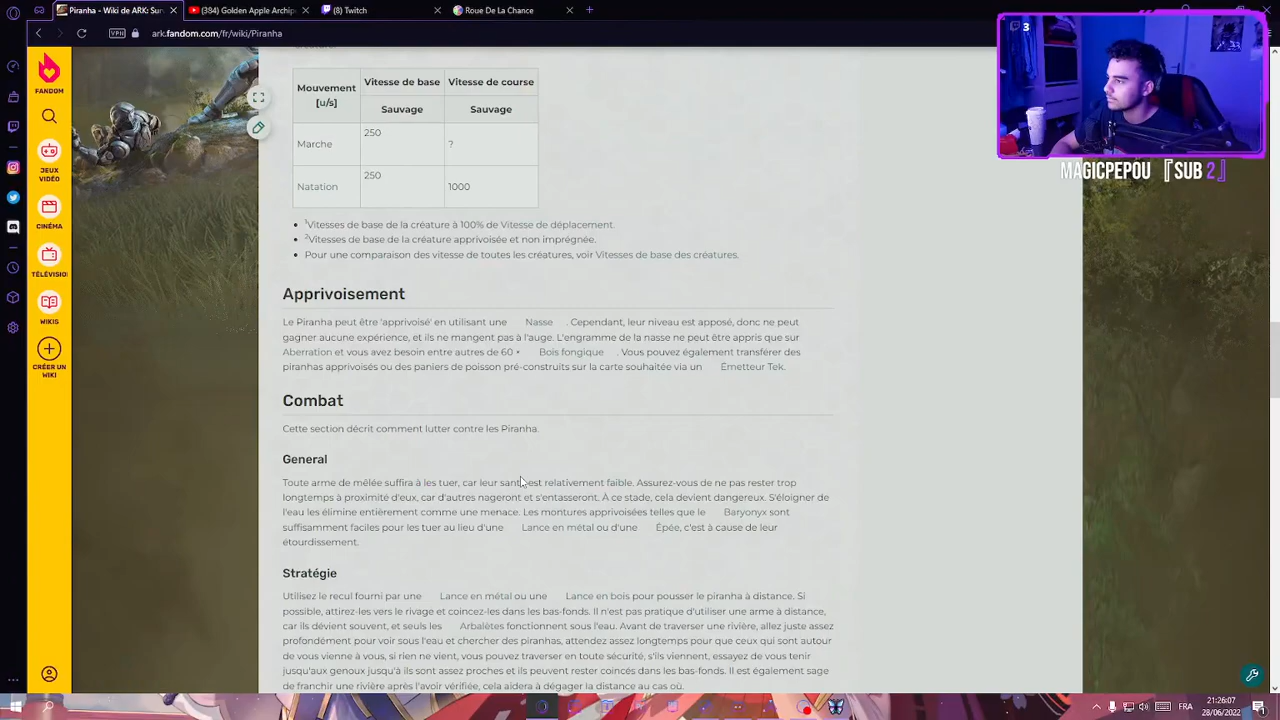 Piranha - Wiki de ARK Sur
(384) Golden Apple Archip
Twitch
Roue De La Chance
VPN
ark.fandom.com/fr/wiki/Piranha
3
MAGICPEPOU 『SUB 2』
FANDOM
JEUX
VIDÉO
CINÉMA
TÉLÉVISIO
WIKIS
CRÉER UN
WIKI
Mouvement
[u/s]
Vitesse de base
Vitesse de course
Sauvage
Sauvage
Marche
250
?
Natation
250
1000
• ¹Vitesses de base de la créature à 100% de Vitesse de déplacement.
• ²Vitesses de base de la créature apprivoisée et non imprégnée.
• Pour une comparaison des vitesse de toutes les créatures, voir Vitesses de base des créatures.
Apprivoisement
Le Piranha peut être 'apprivoisé' en utilisant une Nasse . Cependant, leur niveau est apposé, donc ne peut
gagner aucune expérience, et ils ne mangent pas à l'auge. L'engramme de la nasse ne peut être appris que sur
Aberration et vous avez besoin entre autres de 60 × Bois fongique . Vous pouvez également transférer des
piranhas apprivoisés ou des paniers de poisson pré-construits sur la carte souhaitée via un Émetteur Tek.
Combat
Cette section décrit comment lutter contre les Piranha.
General
Toute arme de mêlée suffira à les tuer, car leur santé est relativement faible. Assurez-vous de ne pas rester trop
longtemps à proximité d'eux, car d'autres nageront et s'entasseront. À ce stade, cela devient dangereux. S'éloigner de
l'eau les élimine entièrement comme une menace. Les montures apprivoisées telles que le Baryonyx sont
suffisamment faciles pour les tuer au lieu d'une Lance en métal ou d'une Épée, c'est à cause de leur
étourdissement.
Stratégie
Utilisez le recul fourni par une Lance en métal ou une Lance en bois pour pousser le piranha à distance. Si
possible, attirez-les vers le rivage et coincez-les dans les bas-fonds. Il n'est pas pratique d'utiliser une arme à distance,
car ils dévient souvent, et seuls les Arbalètes fonctionnent sous l'eau. Avant de traverser une rivière, allez juste assez
profondément pour voir sous l'eau et chercher des piranhas, attendez assez longtemps pour que ceux qui sont autour
de vous vienne à vous, si rien ne vient, vous pouvez traverser en toute sécurité, s'ils viennent, essayez de vous tenir
jusqu'aux genoux jusqu'à ils sont assez proches et ils peuvent rester coincés dans les bas-fonds. Il est également sage
de franchir une rivière après l'avoir vérifiée, cela aidera à dégager la distance au cas où.
21:26:07
28/04/2022